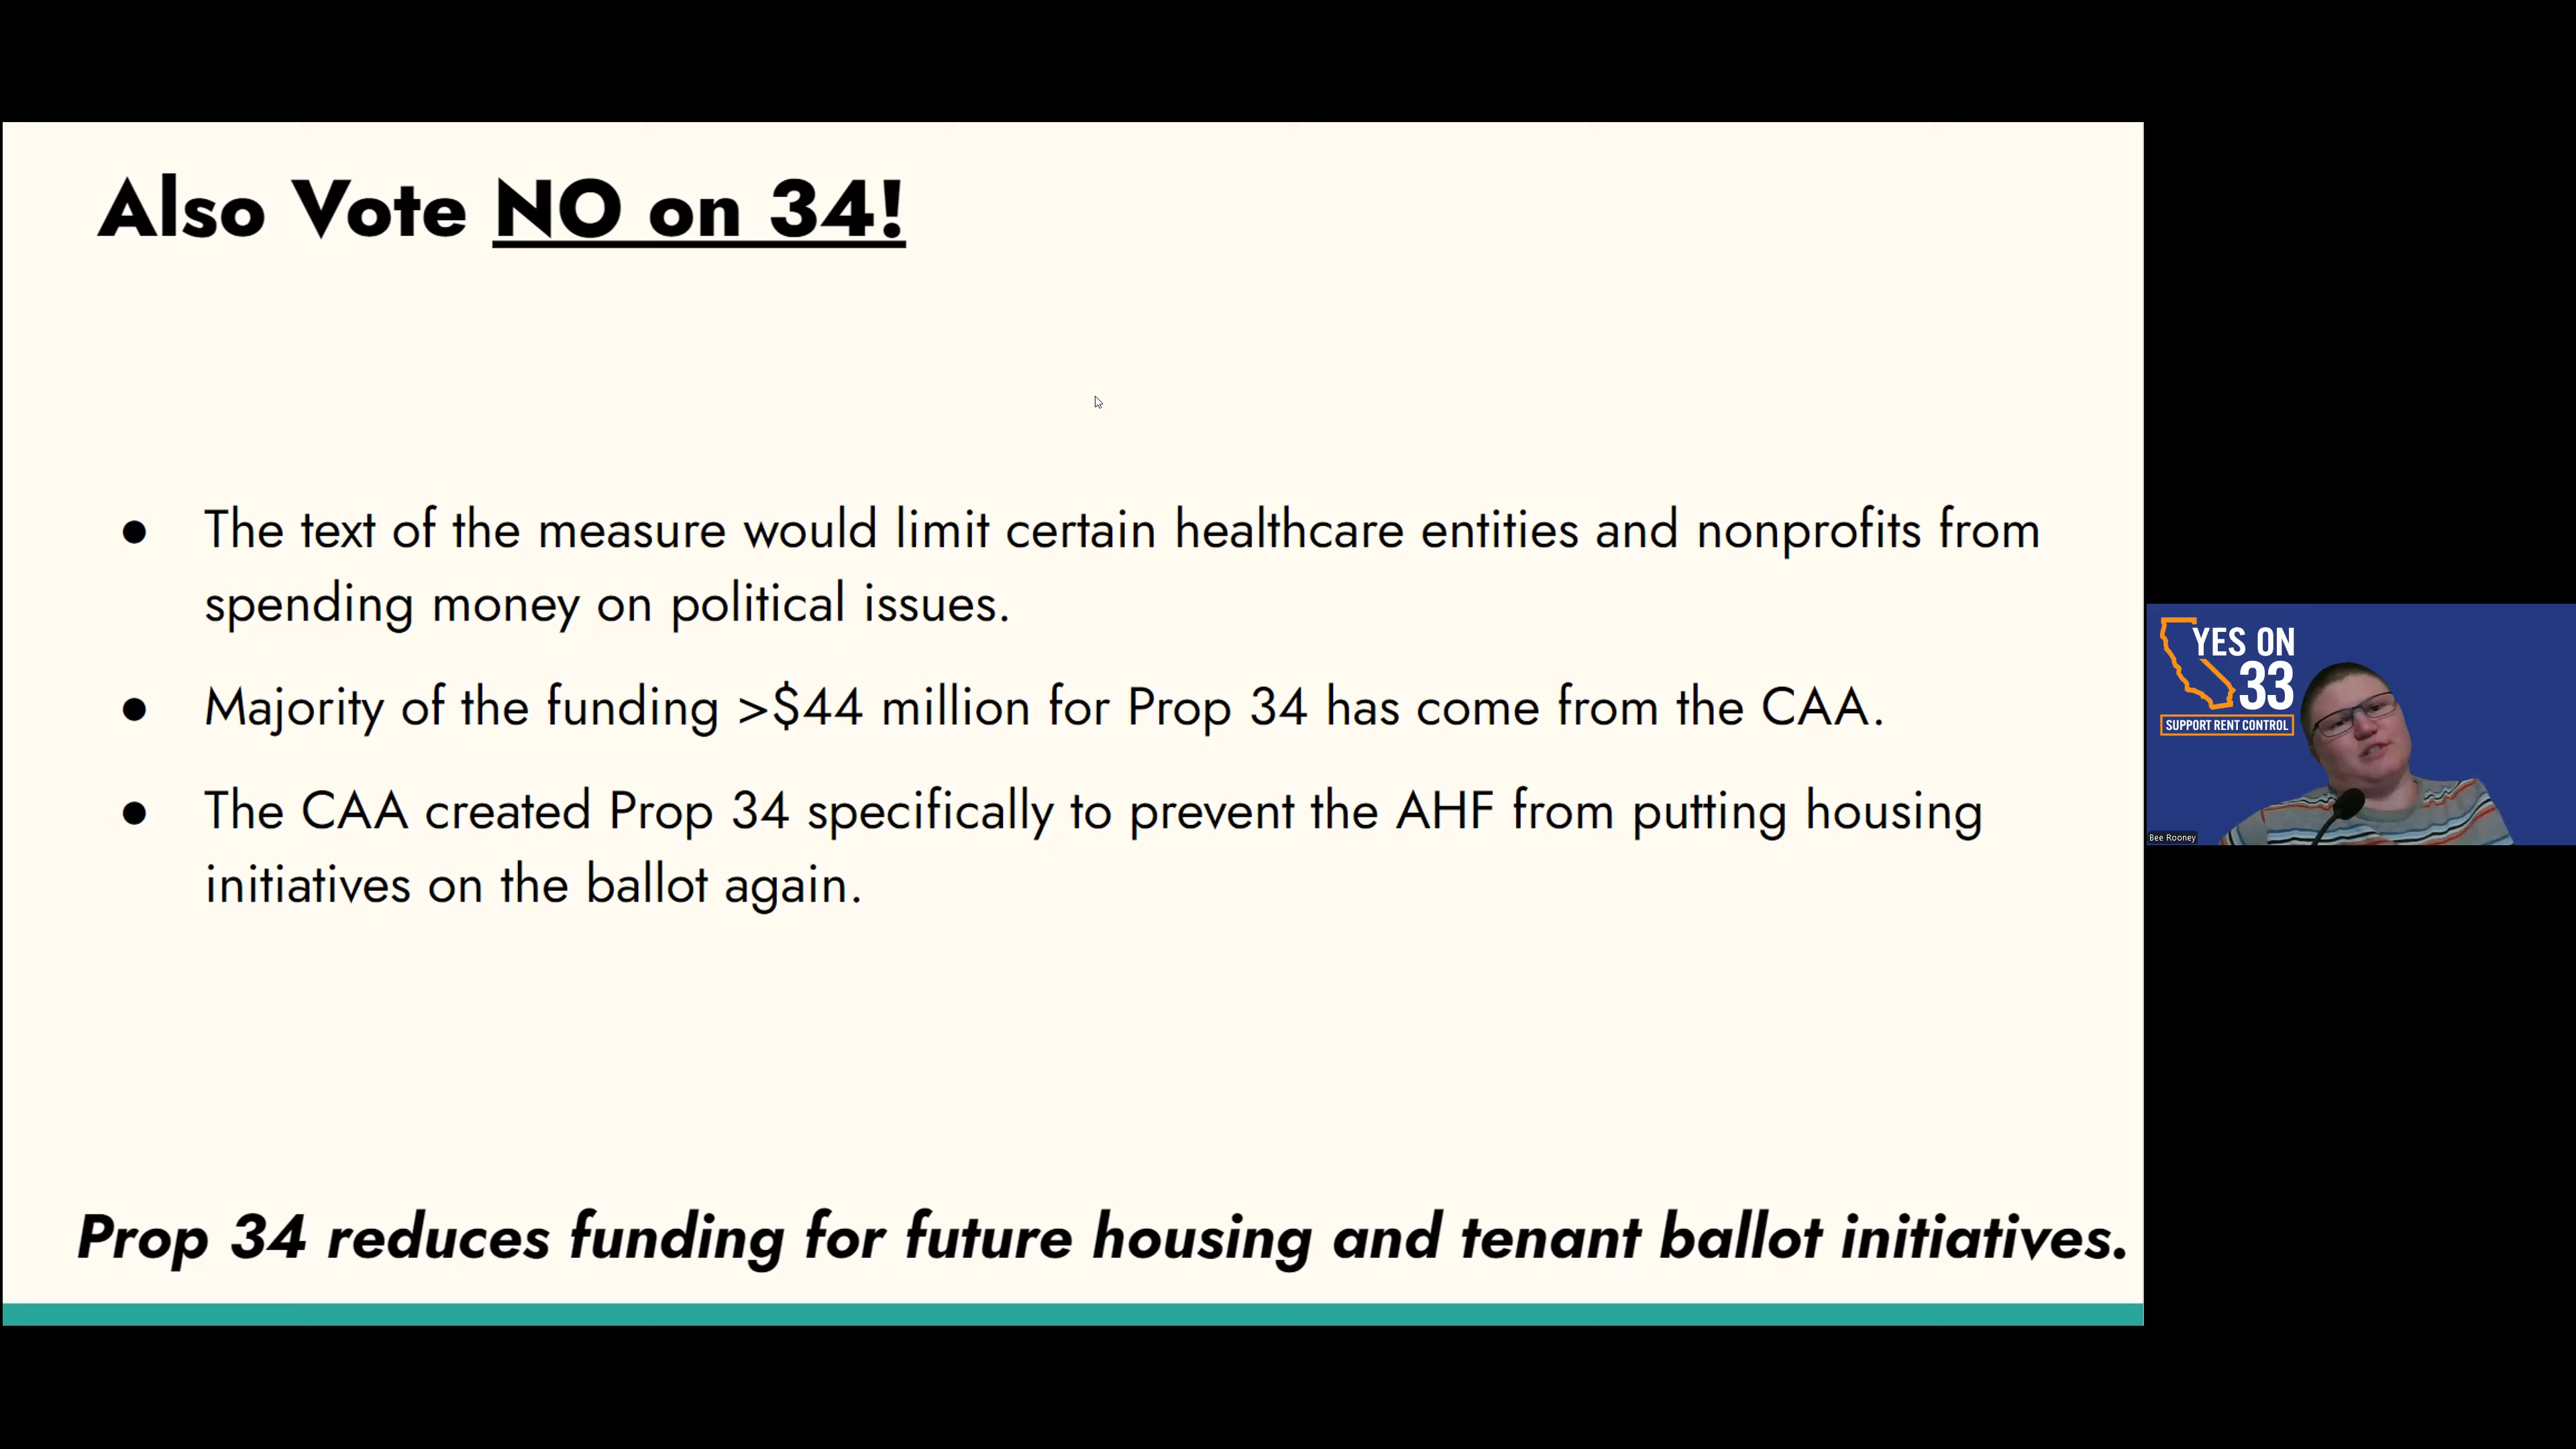 Also Vote NO on 34!
● The text of the measure would limit certain healthcare entities and nonprofits from
spending money on political issues.
● Majority of the funding >$44 million for Prop 34 has come from the CAA.
● The CAA created Prop 34 specifically to prevent the AHF from putting housing
initiatives on the ballot again.
Prop 34 reduces funding for future housing and tenant ballot initiatives.
YES ON
33
SUPPORT RENT CONTROL
Bee Rooney